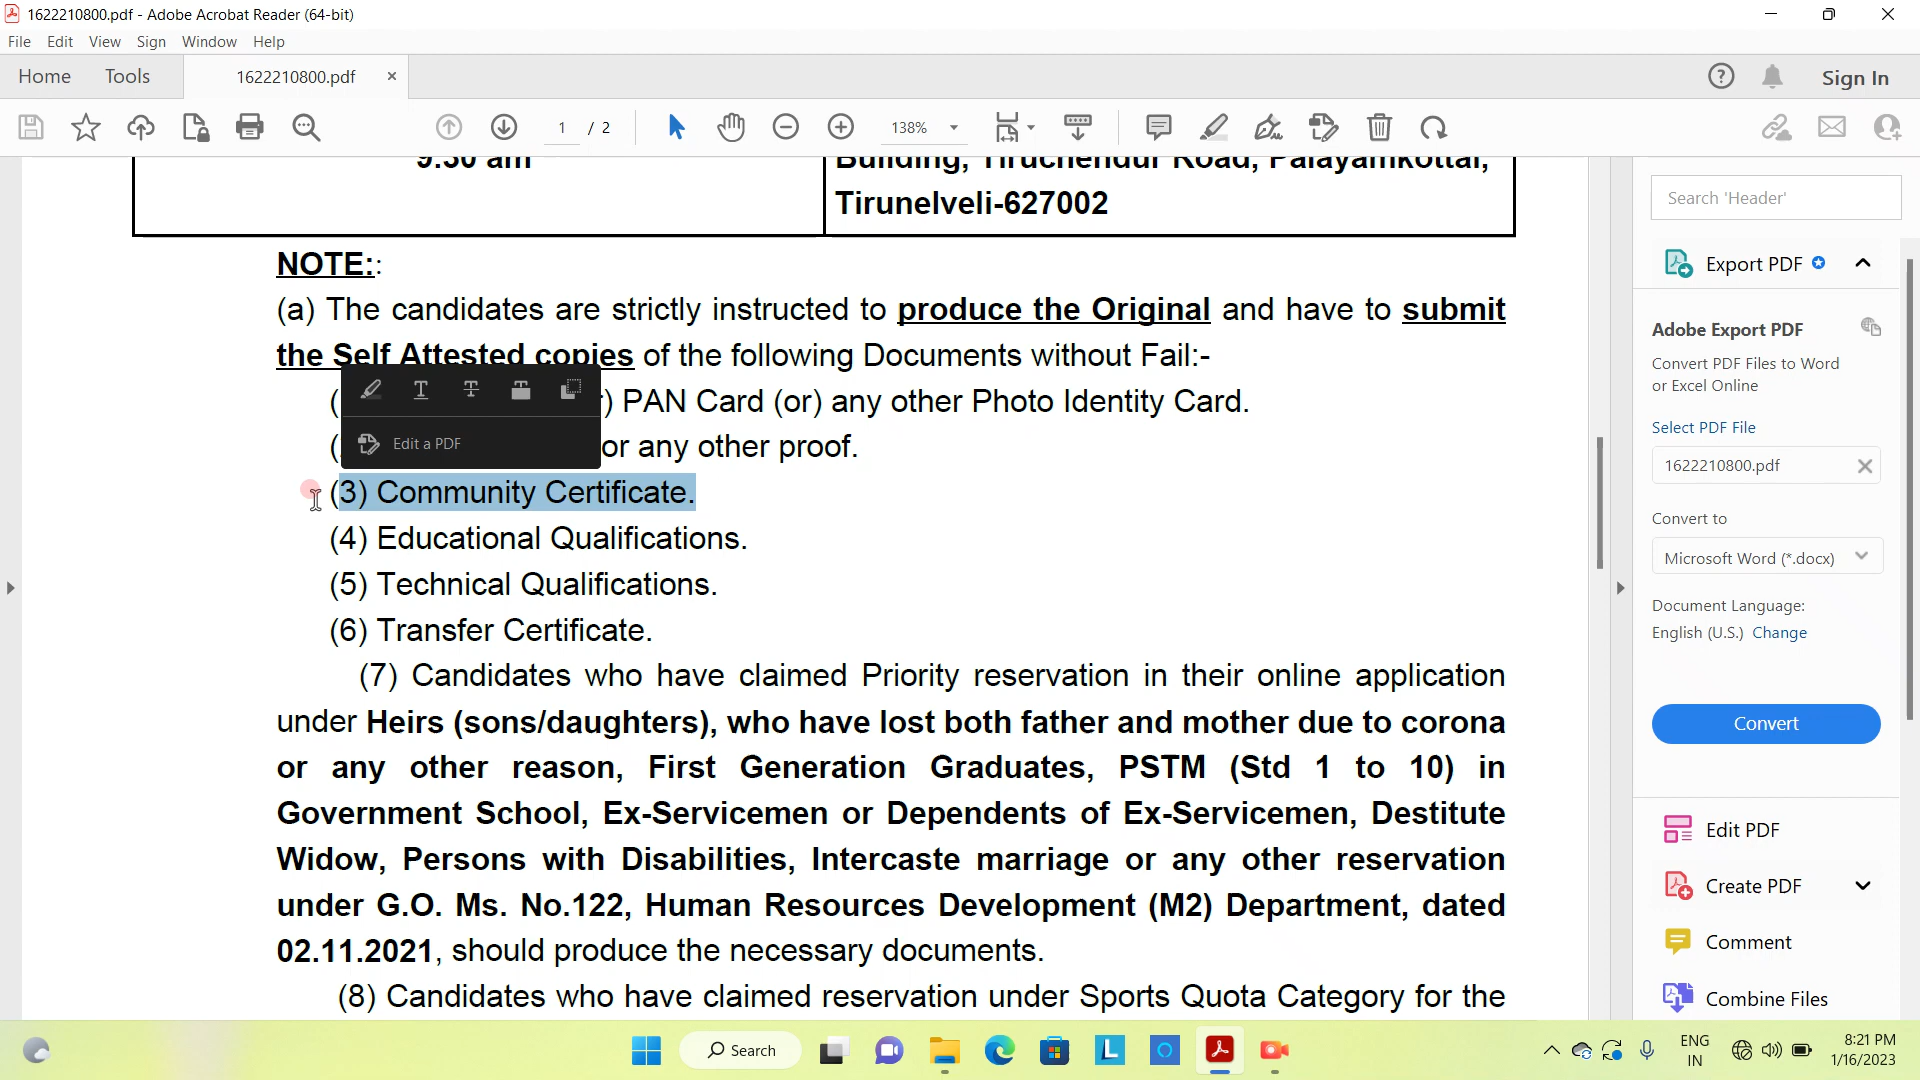 1622210800.pdf - Adobe Acrobat Reader (64-bit)
File Edit View Sign Window Help
Home Tools 1622210800.pdf Sign In
1 / 2 138%
9.30 am
Building, Tiruchendur Road, Palayamkottai,
Tirunelveli-627002
NOTE::
(a) The candidates are strictly instructed to produce the Original and have to submit
the Self Attested copies of the following Documents without Fail:-
) PAN Card (or) any other Photo Identity Card.
or any other proof.
(3) Community Certificate.
(4) Educational Qualifications.
(5) Technical Qualifications.
(6) Transfer Certificate.
(7) Candidates who have claimed Priority reservation in their online application
under Heirs (sons/daughters), who have lost both father and mother due to corona
or any other reason, First Generation Graduates, PSTM (Std 1 to 10) in
Government School, Ex-Servicemen or Dependents of Ex-Servicemen, Destitute
Widow, Persons with Disabilities, Intercaste marriage or any other reservation
under G.O. Ms. No.122, Human Resources Development (M2) Department, dated
02.11.2021, should produce the necessary documents.
(8) Candidates who have claimed reservation under Sports Quota Category for the
Edit a PDF
Search 'Header'
Export PDF
Adobe Export PDF
Convert PDF Files to Word
or Excel Online
Select PDF File
1622210800.pdf
Convert to
Microsoft Word (*.docx)
Document Language:
English (U.S.) Change
Convert
Edit PDF
Create PDF
Comment
Combine Files
Search
ENG
IN
8:21 PM
1/16/2023